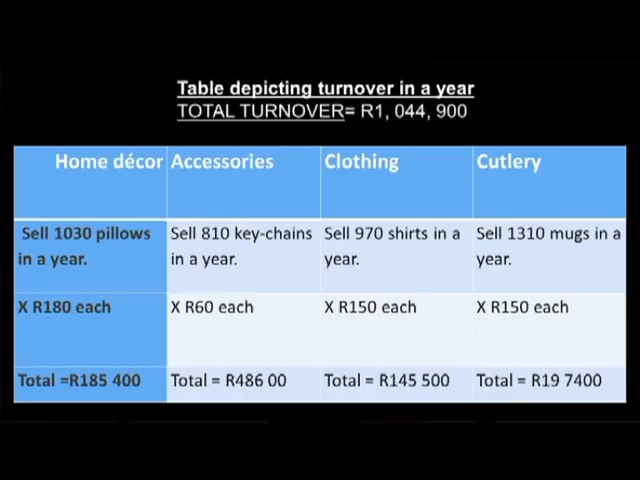 Table depicting turnover in a year
TOTAL TURNOVER= R1, 044, 900
Home décor Accessories Clothing Cutlery
Sell 1030 pillows in a year.
Sell 810 key-chains in a year.
Sell 970 shirts in a year.
Sell 1310 mugs in a year.
X R180 each X R60 each X R150 each X R150 each
Total =R185 400 Total = R486 00 Total = R145 500 Total = R19 7400